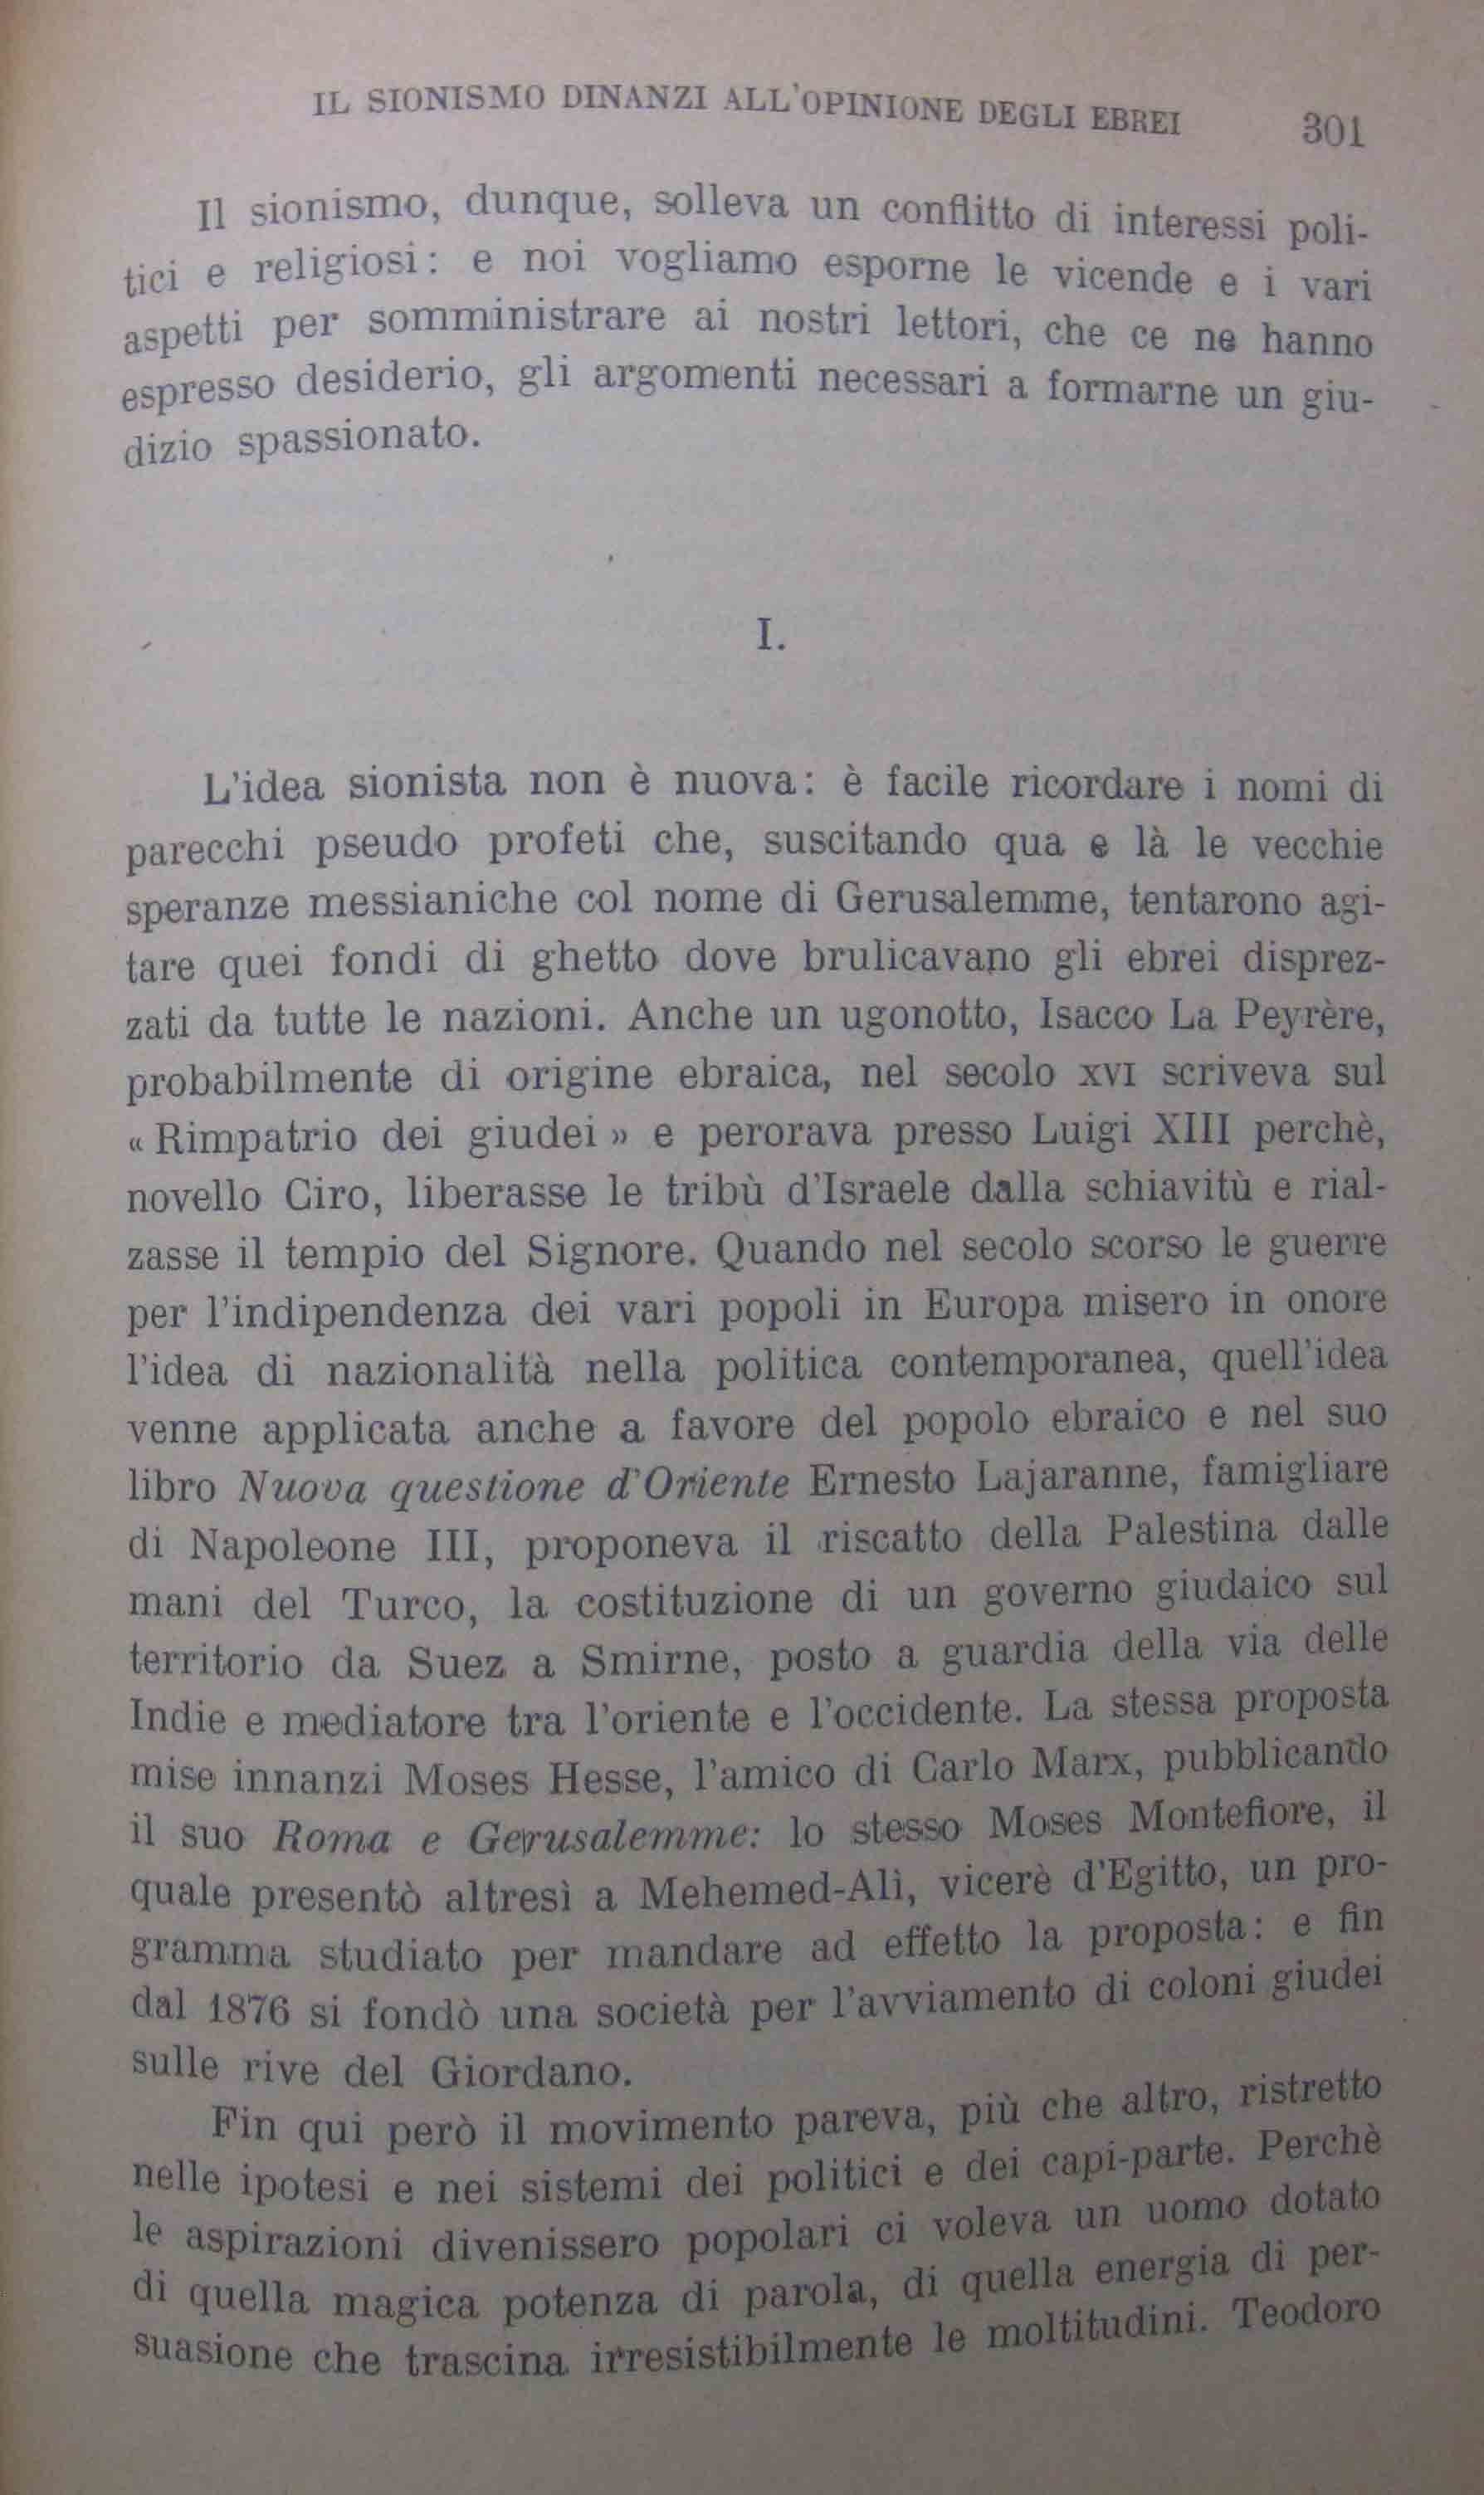 IL SIONISMO DINANZI ALL'OPINIONE DEGLI EBREI 301
Il sionismo, dunque, solleva un conflitto di interessi poli-
tici e religiosi: e noi vogliamo esporne le vicende e i vari
aspetti per somministrare ai nostri lettori, che ce ne hanno
espresso desiderio, gli argomenti necessari a formarne un giu-
dizio spassionato.
I.
L'idea sionista non è nuova: è facile ricordare i nomi di
parecchi pseudo profeti che, suscitando qua e là le vecchie
speranze messianiche col nome di Gerusalemme, tentarono agi-
tare quei fondi di ghetto dove brulicavano gli ebrei disprez-
zati da tutte le nazioni. Anche un ugonotto, Isacco La Peyrère,
probabilmente di origine ebraica, nel secolo XVI scriveva sul
« Rimpatrio dei giudei » e perorava presso Luigi XIII perchè,
novello Ciro, liberasse le tribù d'Israele dalla schiavitù e rial-
zasse il tempio del Signore. Quando nel secolo scorso le guerre
per l'indipendenza dei vari popoli in Europa misero in onore
l'idea di nazionalità nella politica contemporanea, quell'idea
venne applicata anche a favore del popolo ebraico e nel suo
libro Nuova questione d'Oriente Ernesto Lajaranne, famigliare
di Napoleone III, proponeva il riscatto della Palestina dalle
mani del Turco, la costituzione di un governo giudaico sul
territorio da Suez a Smirne, posto a guardia della via delle
Indie e mediatore tra l'oriente e l'occidente. La stessa proposta
mise innanzi Moses Hesse, l'amico di Carlo Marx, pubblicando
il suo Roma e Gerusalemme: lo stesso Moses Montefiore, il
quale presentò altresì a Mehemed-Alì, vicerè d'Egitto, un pro-
gramma studiato per mandare ad effetto la proposta: e fin
dal 1876 si fondò una società per l'avviamento di coloni giudei
sulle rive del Giordano.
Fin qui però il movimento pareva, più che altro, ristretto
nelle ipotesi e nei sistemi dei politici e dei capi-parte. Perchè
le aspirazioni divenissero popolari ci voleva un uomo dotato
di quella magica potenza di parola, di quella energia di per-
suasione che trascina irresistibilmente le moltitudini. Teodoro